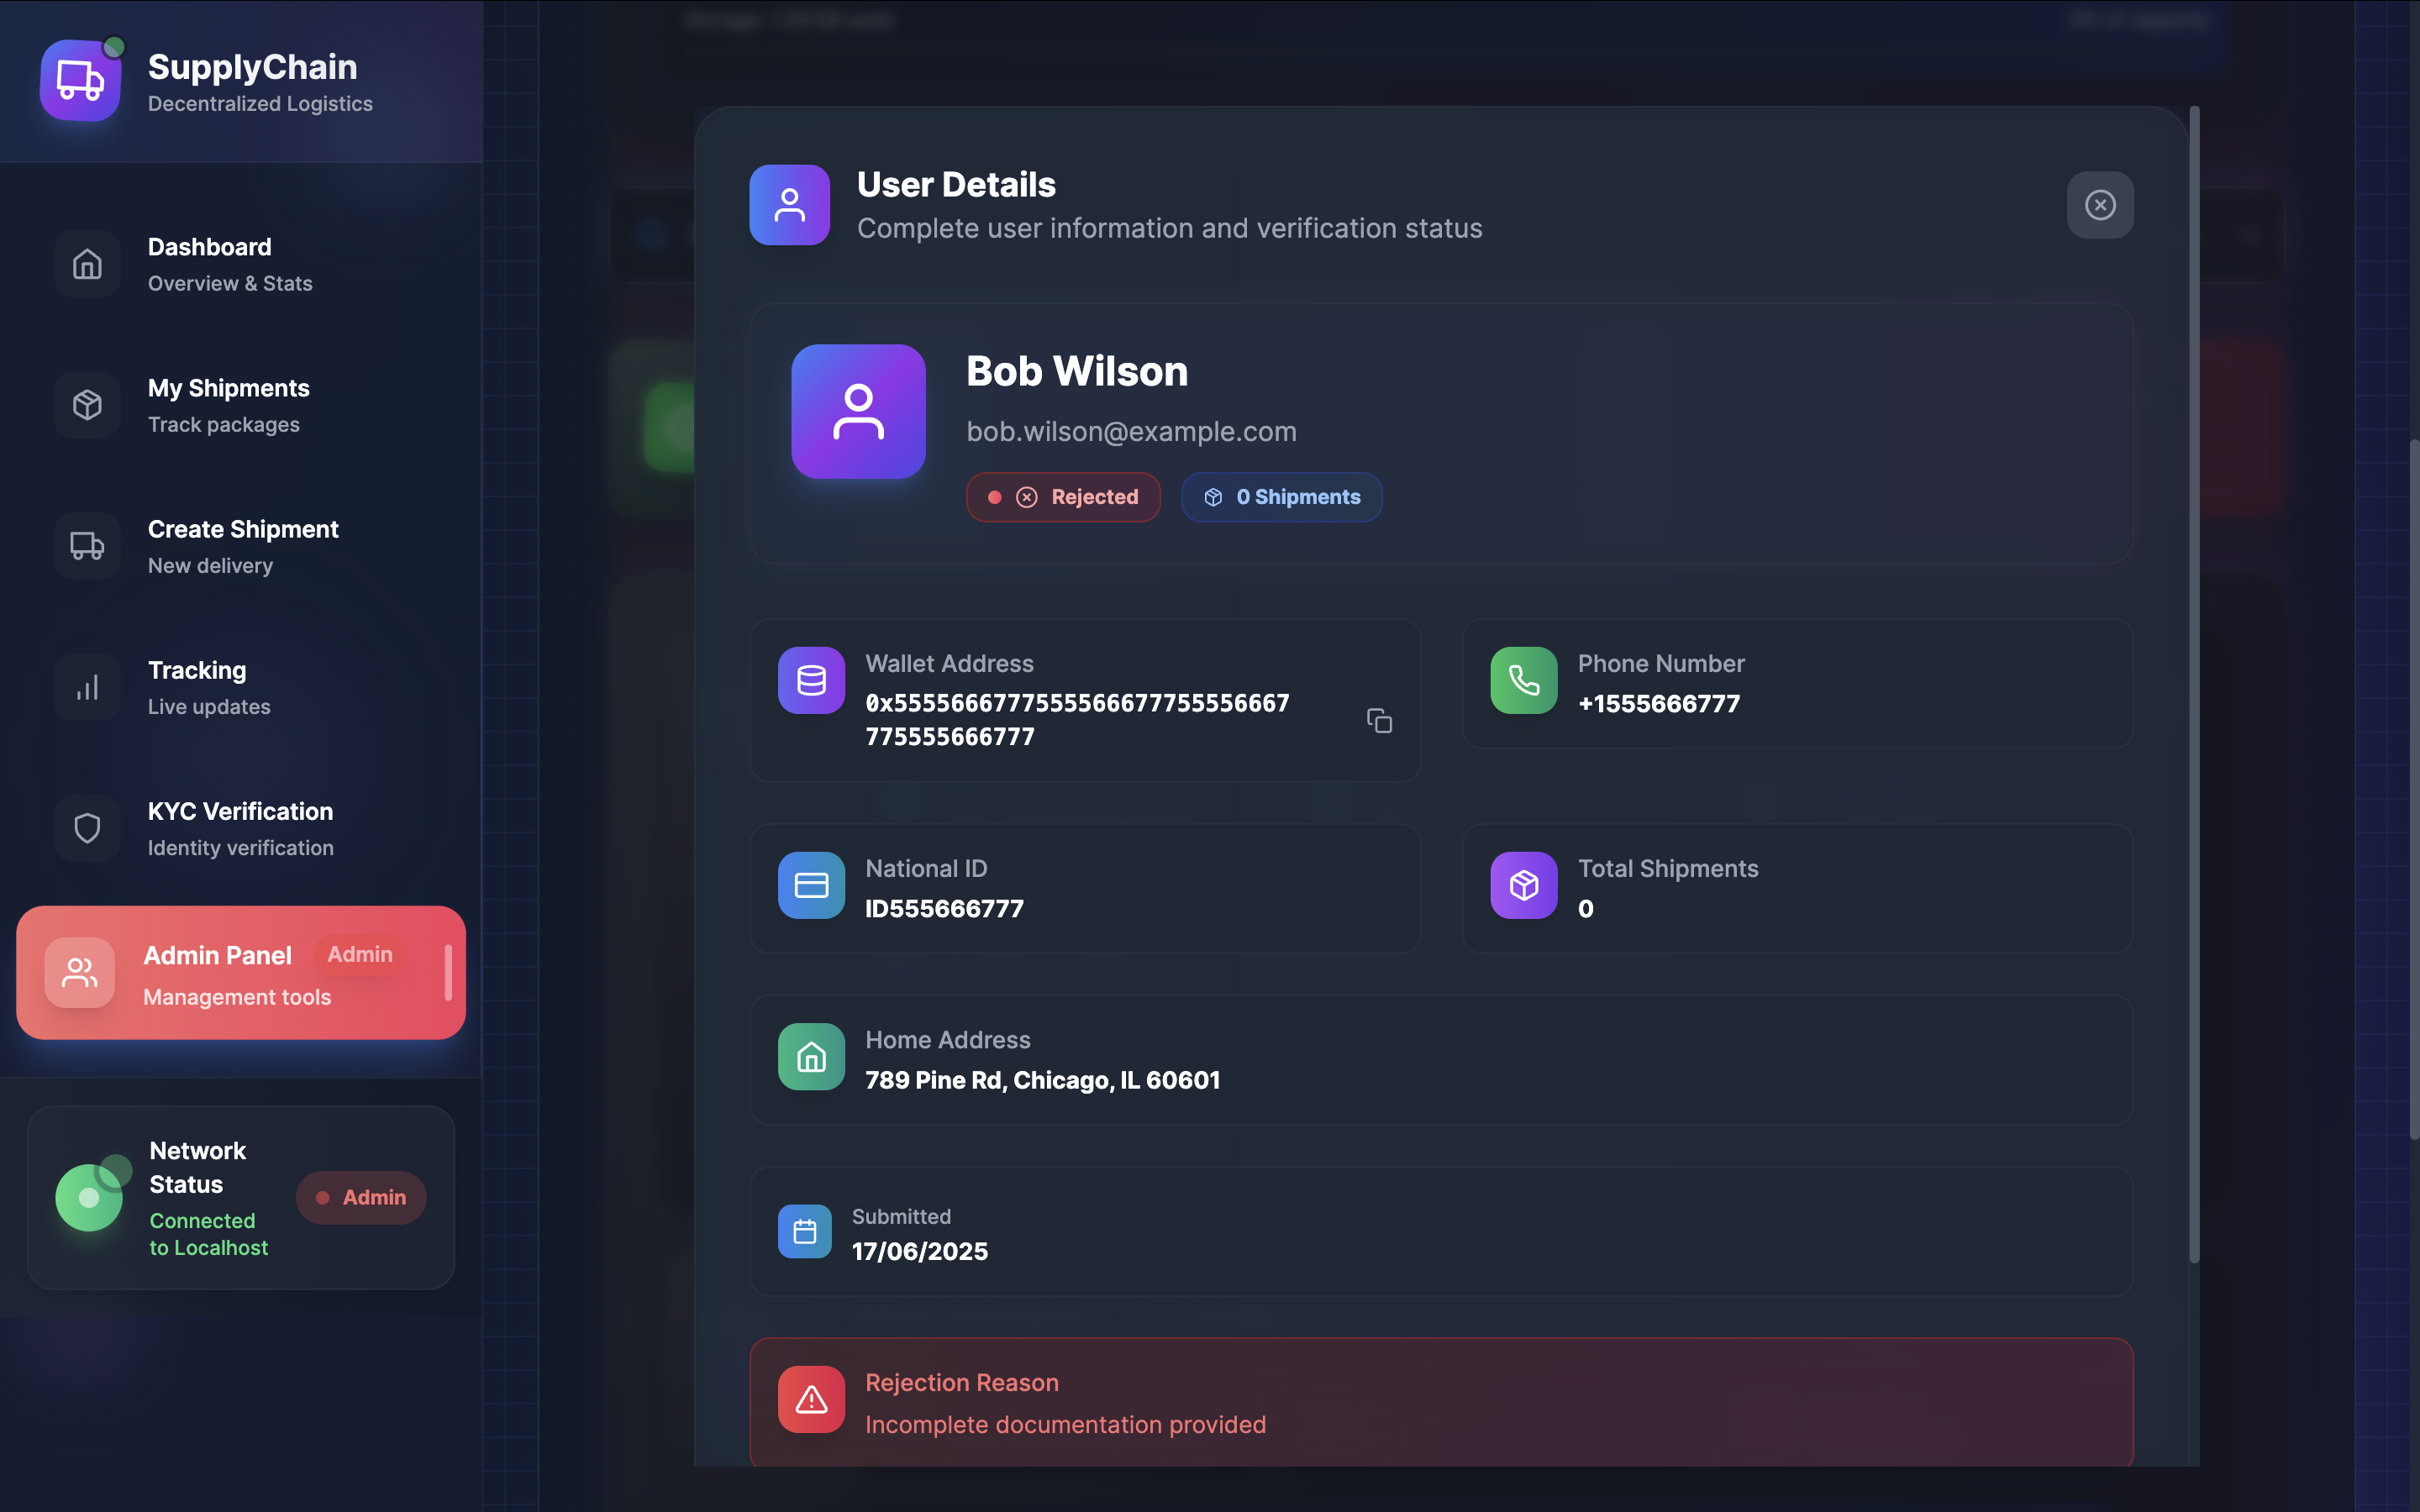 SupplyChain
Decentralized Logistics
Dashboard
Overview & Stats
My Shipments
Track packages
Create Shipment
New delivery
Tracking
Live updates
KYC Verification
Identity verification
Admin Panel Admin
Management tools
Network
Status
Connected
to Localhost
Admin
User Details
Complete user information and verification status
Bob Wilson
bob.wilson@example.com
Rejected 0 Shipments
Wallet Address
0x55556667775555666777555566 67
775555666777
Phone Number
+1555666777
National ID
ID555666777
Total Shipments
0
Home Address
789 Pine Rd, Chicago, IL 60601
Submitted
17/06/2025
Rejection Reason
Incomplete documentation provided